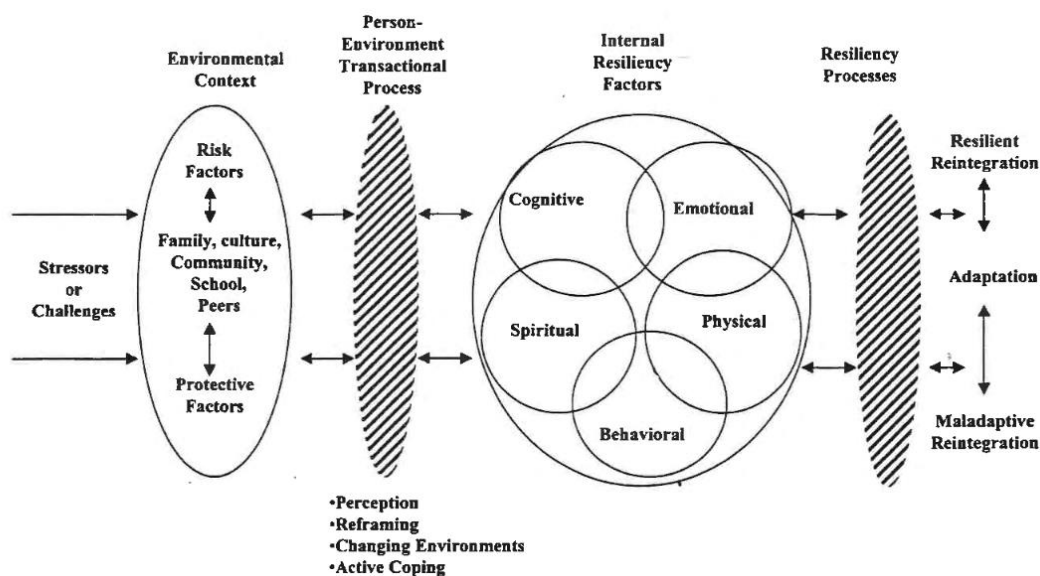 Environmental
Context
Person-
Environment
Transactional
Process
Internal
Resiliency
Factors
Resiliency
Processes
Stressors
or
Challenges
Risk
Factors
Family, culture,
Community,
School,
Peers
Protective
Factors
•Perception
•Reframing
•Changing Environments
•Active Coping
Cognitive
Emotional
Spiritual
Physical
Behavioral
Resilient
Reintegration
Adaptation
Maladaptive
Reintegration